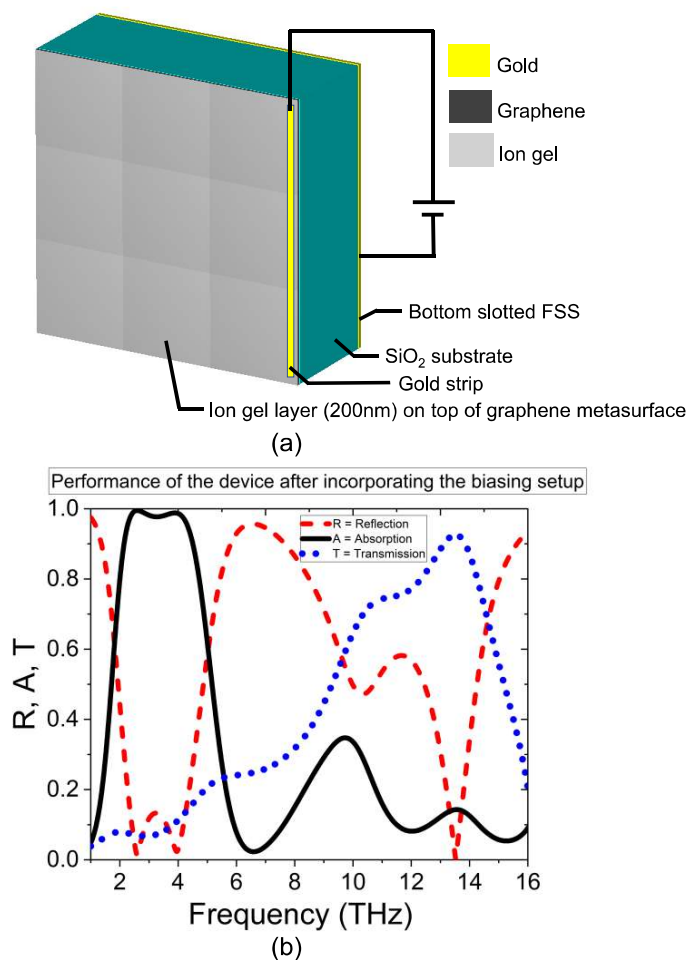 Gold
Graphene
Ion gel
Bottom slotted FSS
SiO₂ substrate
Gold strip
Ion gel layer (200nm) on top of graphene metasurface
(a)
Performance of the device after incorporating the biasing setup
R = Reflection
A = Absorption
T = Transmission
R, A, T
1.0
0.8
0.6
0.4
0.2
0.0
2 4 6 8 10 12 14 16
Frequency (THz)
(b)